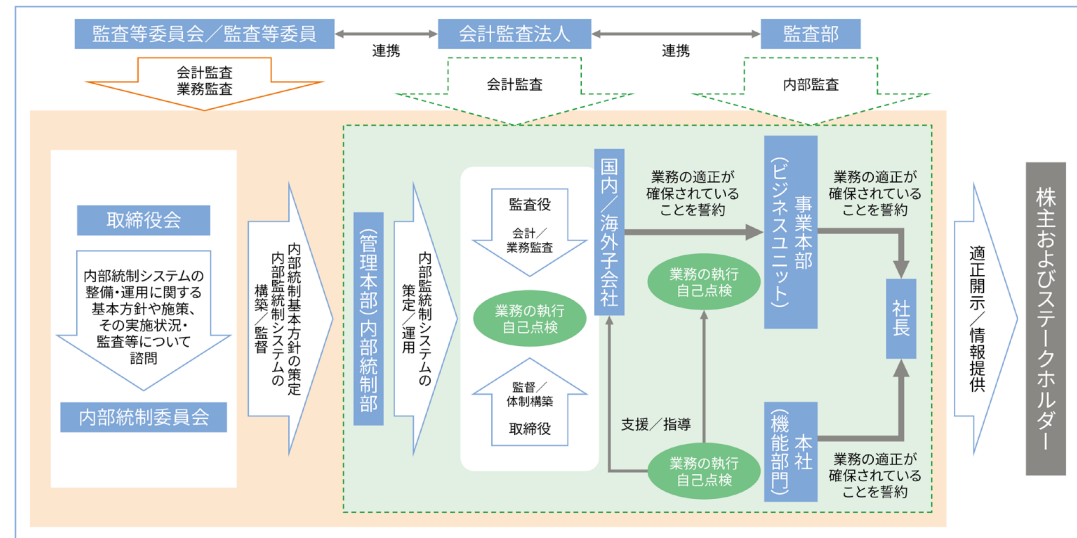 監査等委員会／監査等委員
連携
会計監査法人
連携
監査部
会計監査
業務監査
会計監査
内部監査
取締役会
内部統制システムの
整備・運用に関する
基本方針や施策、
その実施状況・
監査等について
諮問
内部統制委員会
内部統制基本方針の策定
内部監統制システムの
構築／監督
（管理本部）内部統制部
内部監統制システムの
策定／運用
監査役
会計／
業務監査
業務の執行
自己点検
監督／
体制構築
取締役
国内／海外子会社
業務の適正が
確保されている
ことを誓約
業務の執行
自己点検
支援／指導
業務の執行
自己点検
事業本部
（ビジネスユニット）
本社
（機能部門）
業務の適正が
確保されている
ことを誓約
社長
業務の適正が
確保されている
ことを誓約
適正開示／情報提供
株主およびステークホルダー